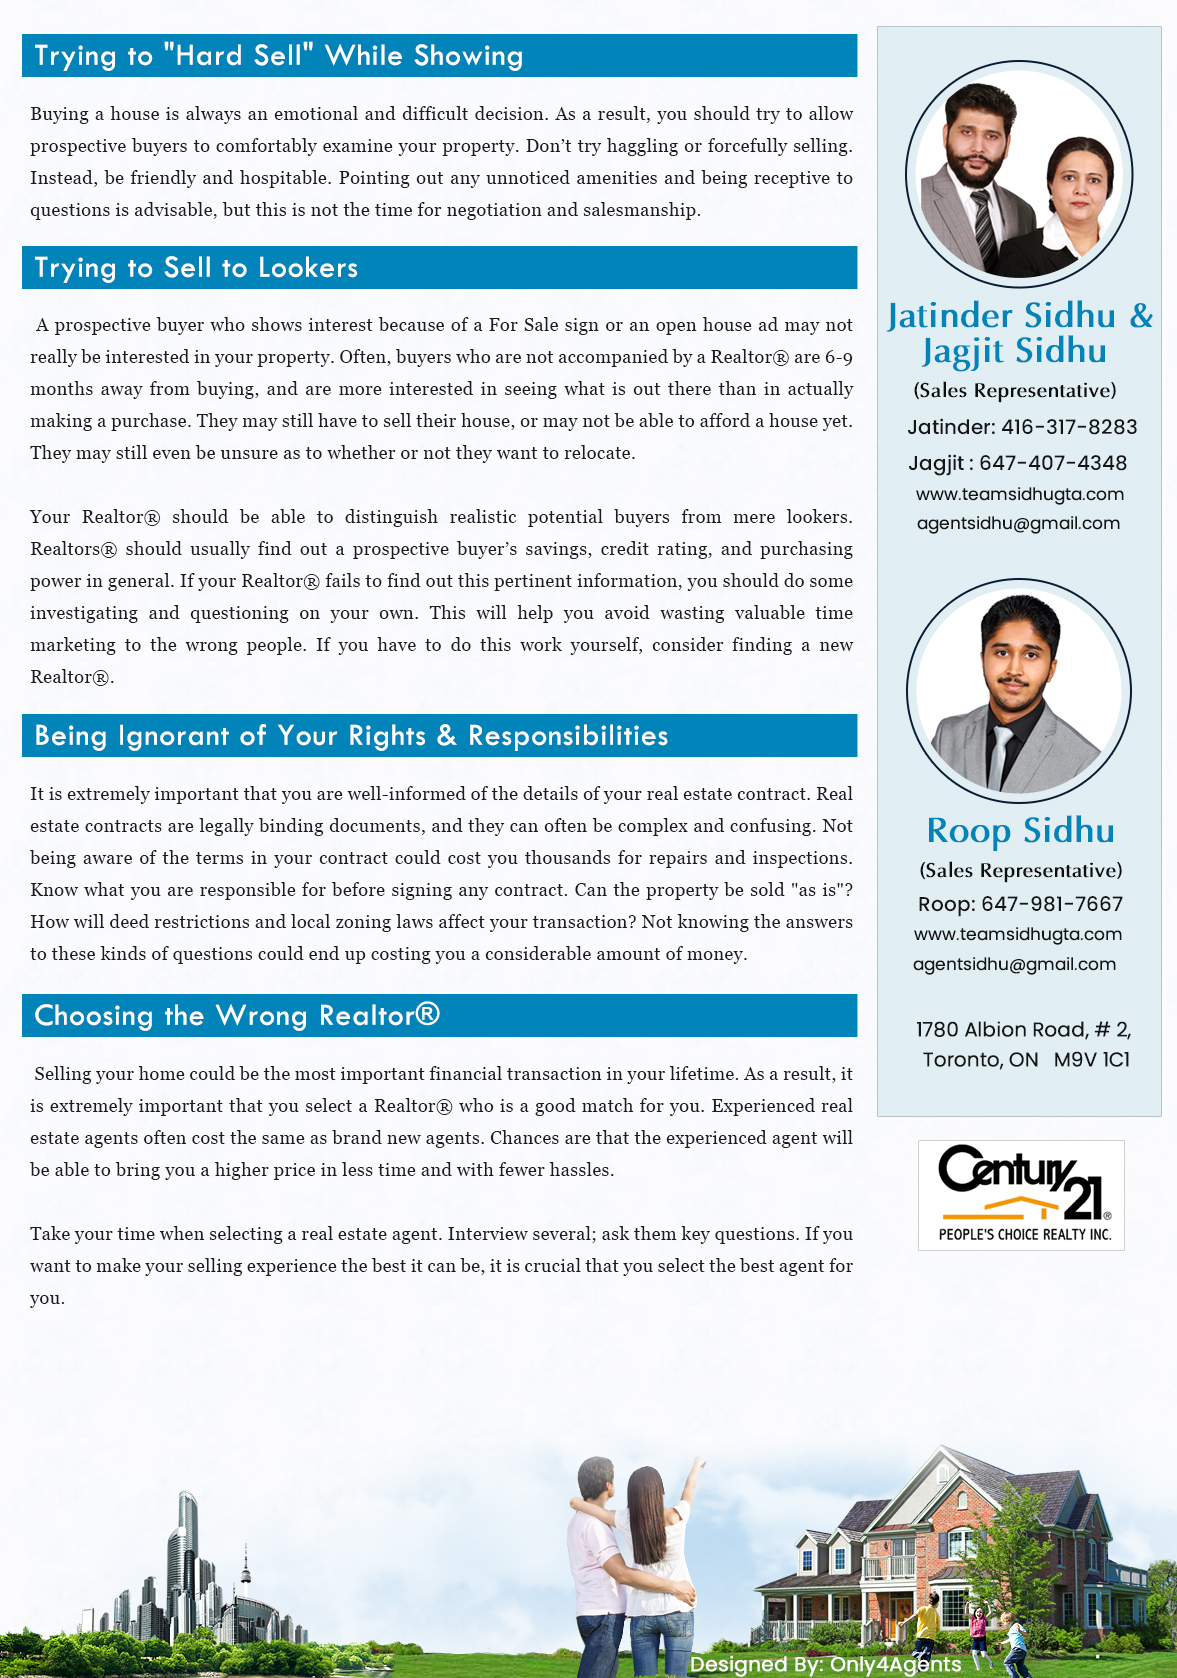 Trying to "Hard Sell" While Showing
Buying a house is always an emotional and difficult decision. As a result, you should try to allow
prospective buyers to comfortably examine your property. Don’t try haggling or forcefully selling.
Instead, be friendly and hospitable. Pointing out any unnoticed amenities and being receptive to
questions is advisable, but this is not the time for negotiation and salesmanship.
Trying to Sell to Lookers
A prospective buyer who shows interest because of a For Sale sign or an open house ad may not
really be interested in your property. Often, buyers who are not accompanied by a Realtor® are 6-9
months away from buying, and are more interested in seeing what is out there than in actually
making a purchase. They may still have to sell their house, or may not be able to afford a house yet.
They may still even be unsure as to whether or not they want to relocate.
Your Realtor® should be able to distinguish realistic potential buyers from mere lookers.
Realtors® should usually find out a prospective buyer’s savings, credit rating, and purchasing
power in general. If your Realtor® fails to find out this pertinent information, you should do some
investigating and questioning on your own. This will help you avoid wasting valuable time
marketing to the wrong people. If you have to do this work yourself, consider finding a new
Realtor®.
Being Ignorant of Your Rights & Responsibilities
It is extremely important that you are well-informed of the details of your real estate contract. Real
estate contracts are legally binding documents, and they can often be complex and confusing. Not
being aware of the terms in your contract could cost you thousands for repairs and inspections.
Know what you are responsible for before signing any contract. Can the property be sold "as is"?
How will deed restrictions and local zoning laws affect your transaction? Not knowing the answers
to these kinds of questions could end up costing you a considerable amount of money.
Choosing the Wrong Realtor®
Selling your home could be the most important financial transaction in your lifetime. As a result, it
is extremely important that you select a Realtor® who is a good match for you. Experienced real
estate agents often cost the same as brand new agents. Chances are that the experienced agent will
be able to bring you a higher price in less time and with fewer hassles.
Take your time when selecting a real estate agent. Interview several; ask them key questions. If you
want to make your selling experience the best it can be, it is crucial that you select the best agent for
you.
Jatinder Sidhu &
Jagjit Sidhu
(Sales Representative)
Jatinder: 416-317-8283
Jagjit : 647-407-4348
www.teamsidhugta.com
agentsidhu@gmail.com
Roop Sidhu
(Sales Representative)
Roop: 647-981-7667
www.teamsidhugta.com
agentsidhu@gmail.com
1780 Albion Road, # 2,
Toronto, ON M9V 1C1
Century 21®
PEOPLE'S CHOICE REALTY INC.
Designed By: Only4Agents